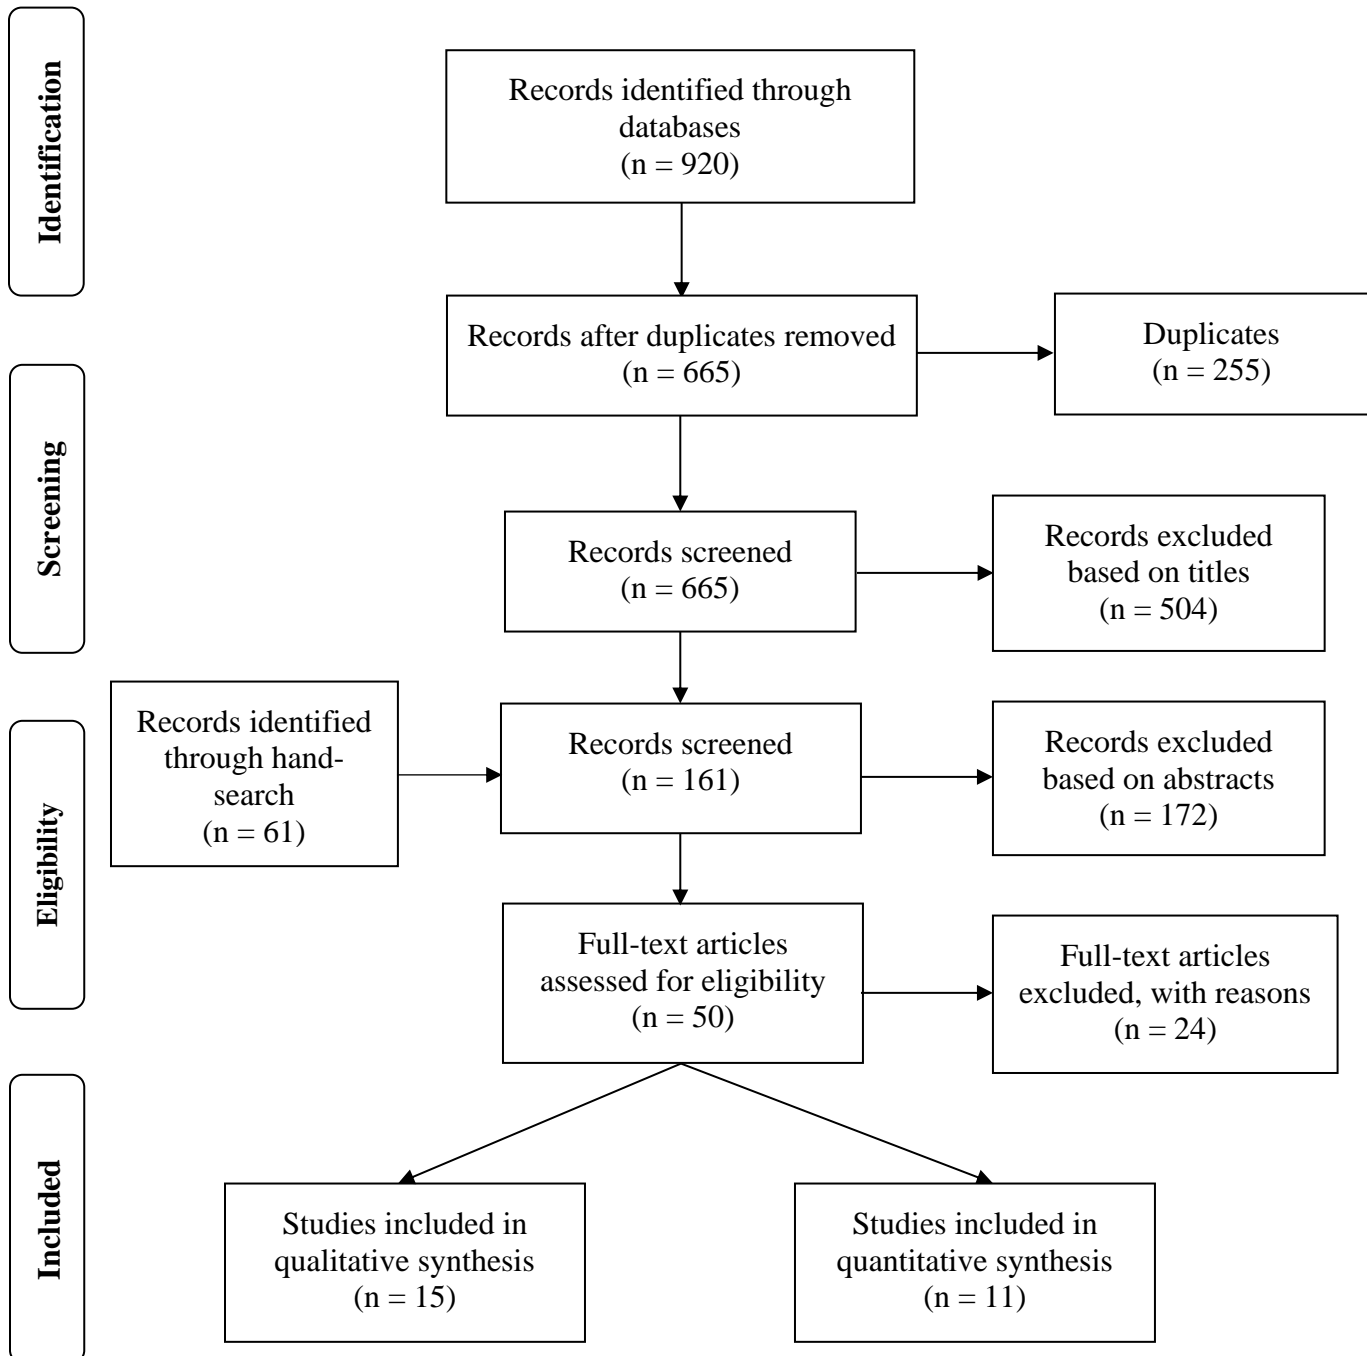 Identification
Records identified through
databases
(n = 920)
Records after duplicates removed
(n = 665)
Duplicates
(n = 255)
Screening
Records screened
(n = 665)
Records excluded
based on titles
(n = 504)
Records identified
through hand-
search
(n = 61)
Records screened
(n = 161)
Records excluded
based on abstracts
(n = 172)
Eligibility
Full-text articles
assessed for eligibility
(n = 50)
Full-text articles
excluded, with reasons
(n = 24)
Included
Studies included in
qualitative synthesis
(n = 15)
Studies included in
quantitative synthesis
(n = 11)